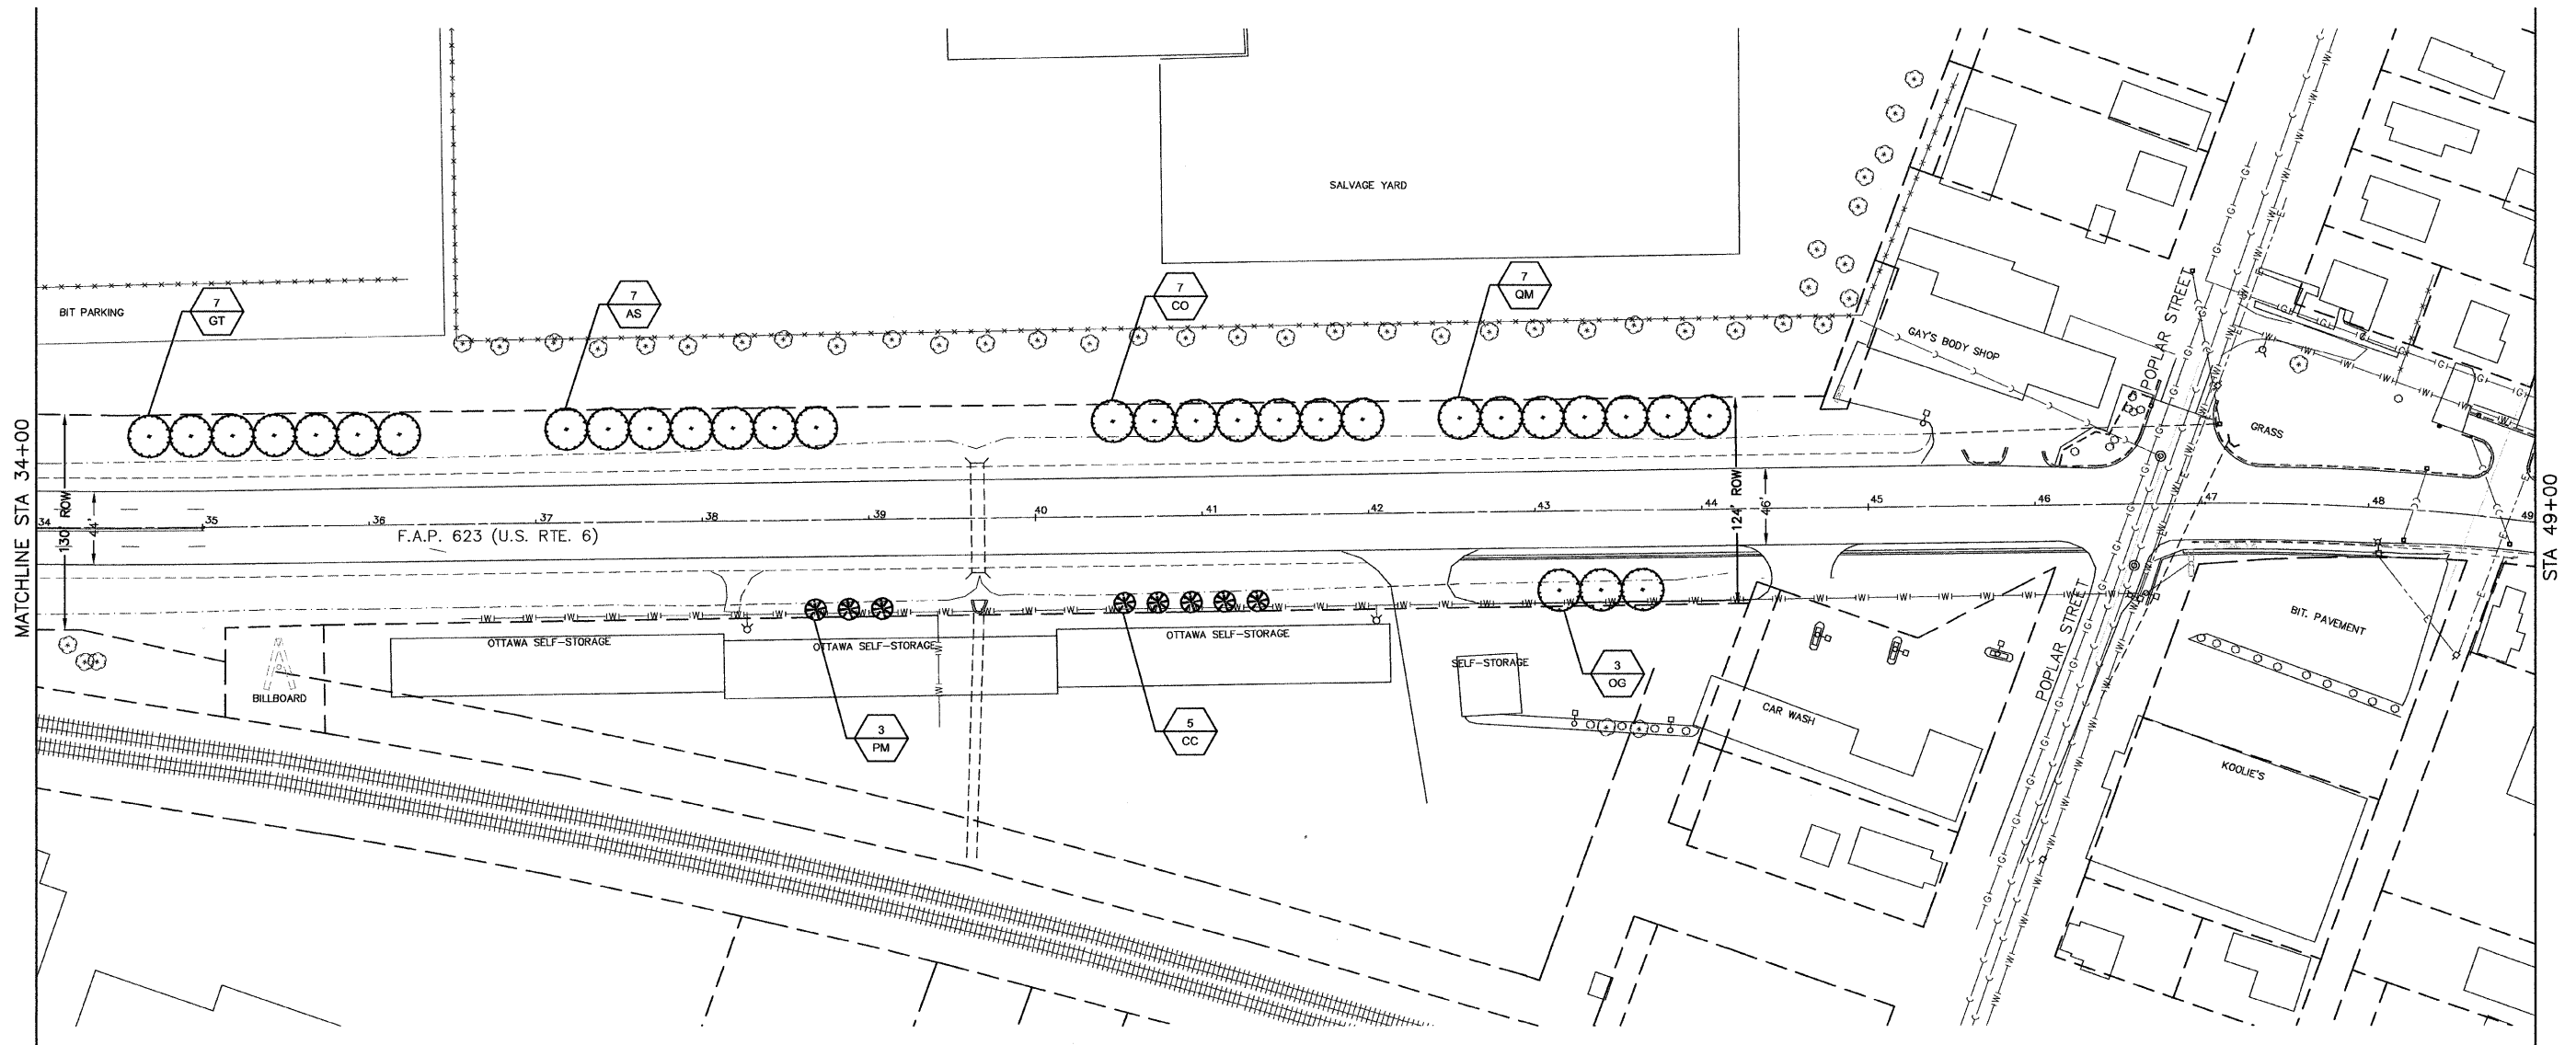 MATCHLINE STA 34+00
STA 49+00
SALVAGE YARD
BIT PARKING
7
GT
7
AS
7
CO
7
QM
GAY'S BODY SHOP
POPLAR STREET
GRASS
130' ROW
44'
124' ROW
46'
34
35
36
37
38
39
40
41
42
43
44
45
46
47
48
49
F.A.P. 623 (U.S. RTE. 6)
OTTAWA SELF-STORAGE
OTTAWA SELF-STORAGE
OTTAWA SELF-STORAGE
SELF-STORAGE
BILLBOARD
3
PM
5
CC
3
OG
CAR WASH
POPLAR STREET
BIT. PAVEMENT
KOOLIE'S